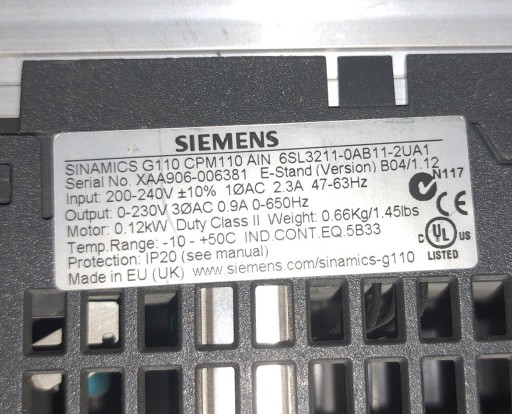 SIEMENS
SINAMICS G110 CPM110 AIN 6SL3211-0AB11-2UA1
Serial No. XAA906-006381 E-Stand (Version) B04/1.12
Input: 200-240V ±10% 1ØAC 2.3A 47-63Hz
Output: 0-230V 3ØAC 0.9A 0-650Hz
Motor: 0.12kW Duty Class II Weight: 0.66Kg/1.45lbs
Temp.Range: -10 - +50C IND.CONT.EQ.5B33
Protection: IP20 (see manual)
Made in EU (UK) www.siemens.com/sinamics-g110
N117
CE
C UL US
LISTED